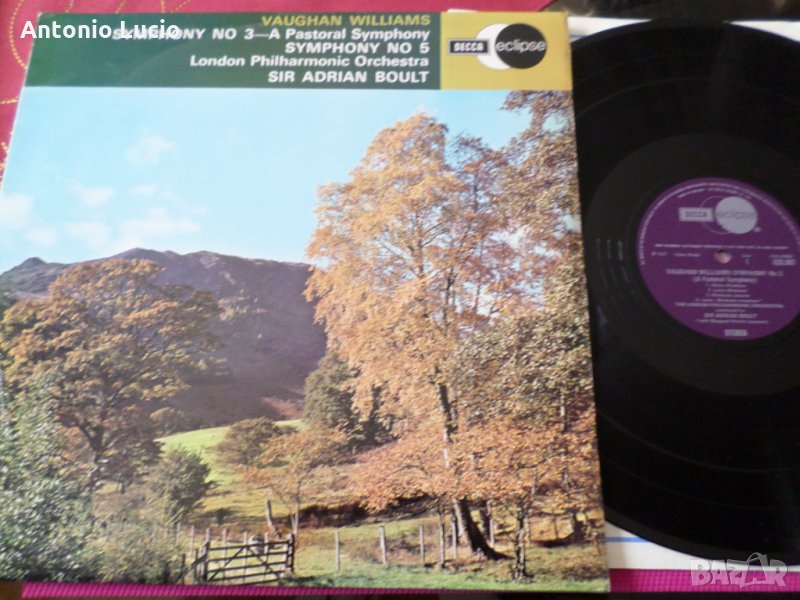 Antonio Lucio
VAUGHAN WILLIAMS
SYMPHONY NO 3—A Pastoral Symphony
SYMPHONY NO 5
London Philharmonic Orchestra
SIR ADRIAN BOULT
DECCA eclipse
DECCA eclipse
VAUGHAN WILLIAMS SYMPHONY No 3
(A Pastoral Symphony)
SIR ADRIAN BOULT
STEREO
BAZAR.BG